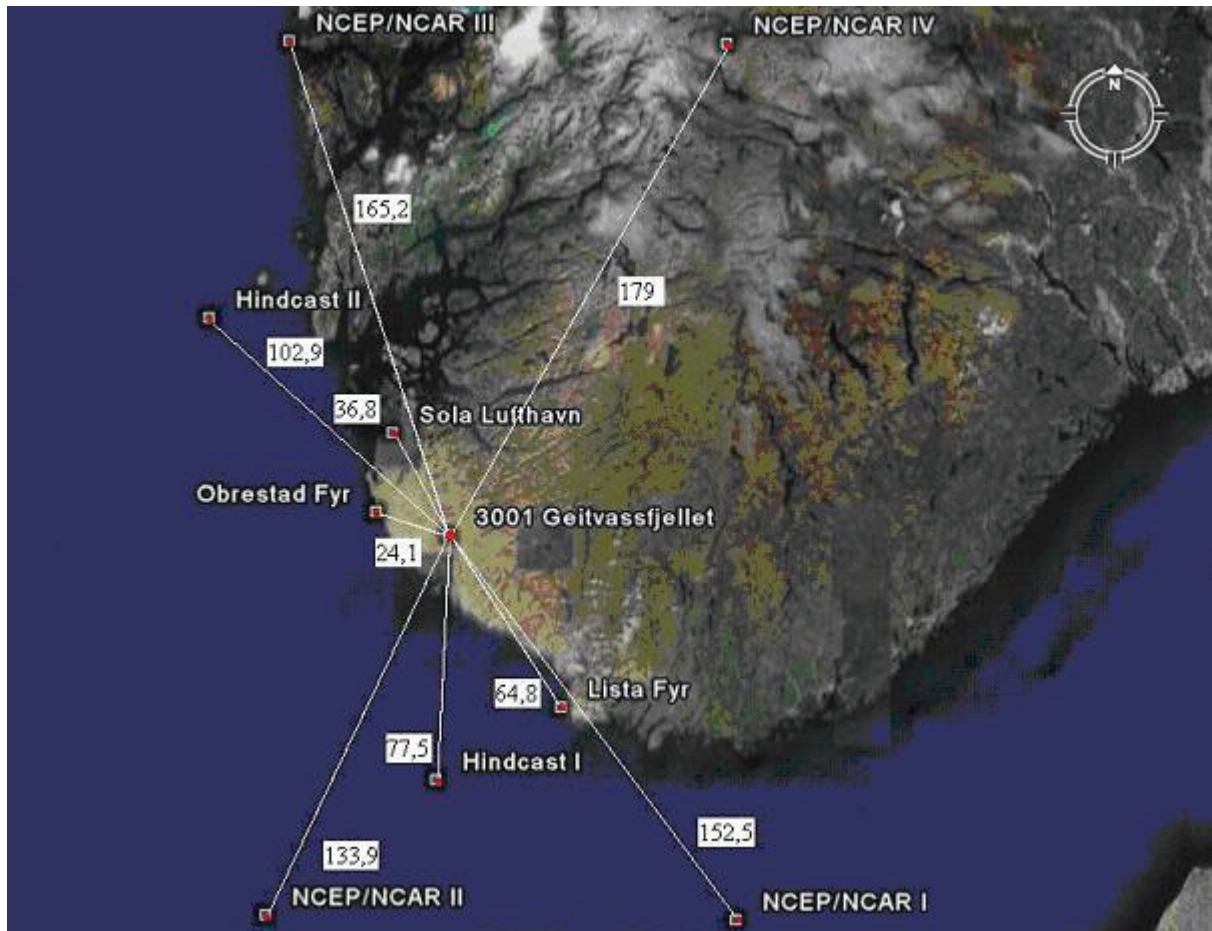 NCEP/NCAR III
NCEP/NCAR IV
N
165,2
179
Hindcast II
102,9
36,8
Sola Lufthavn
Obrestad Fyr
3001 Geitvassfjellet
24,1
64,8
Lista Fyr
77,5
Hindcast I
152,5
133,9
NCEP/NCAR II
NCEP/NCAR I